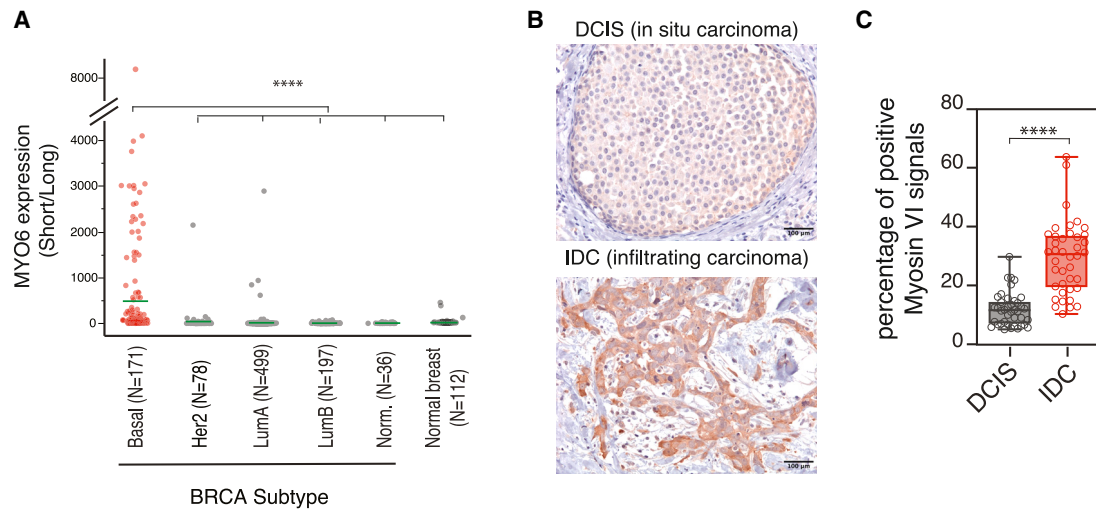 A
MYO6 expression
(Short/Long)
8000
4000
3000
2000
1000
0
****
Basal (N=171)
Her2 (N=78)
LumA (N=499)
LumB (N=197)
Norm. (N=36)
Normal breast
(N=112)
BRCA Subtype
B
DCIS (in situ carcinoma)
100 µm
IDC (infiltrating carcinoma)
100 µm
C
percentage of positive
Myosin VI signals
80
60
40
20
0
****
DCIS
IDC